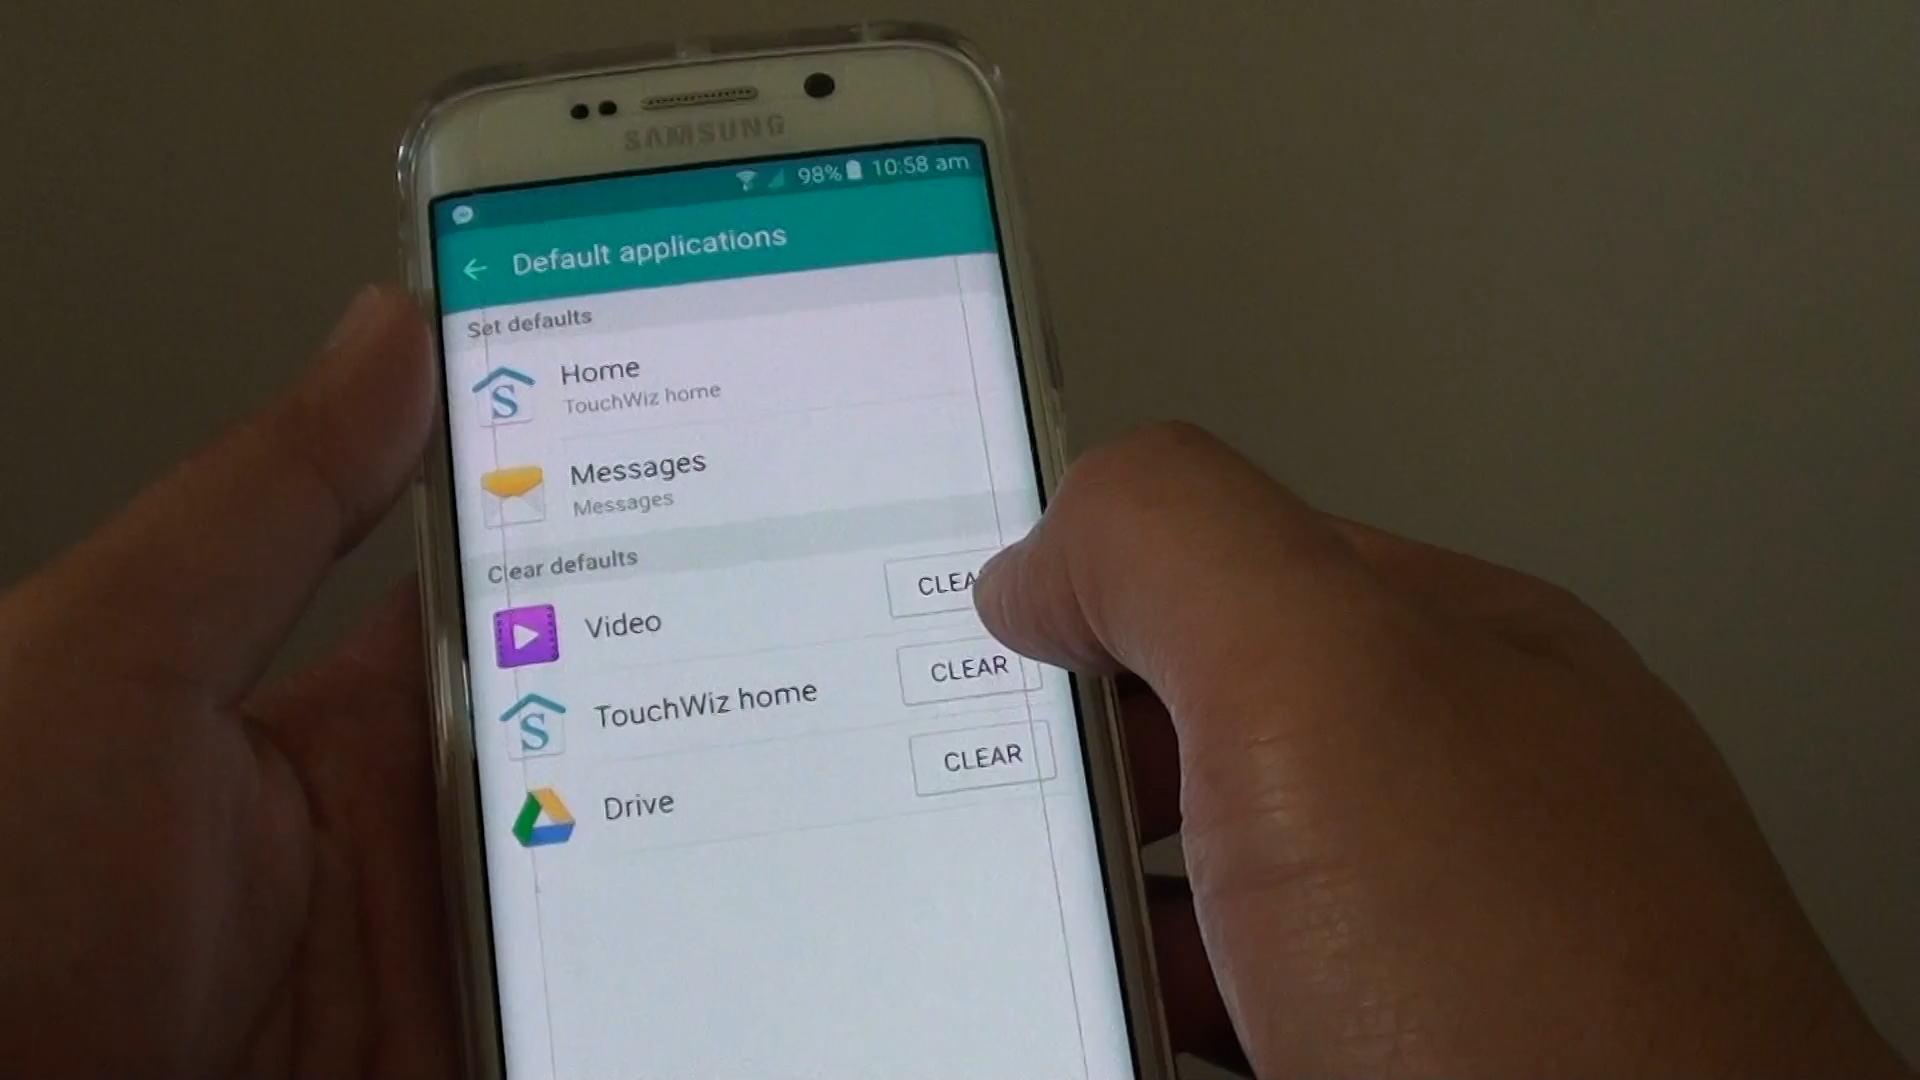 SAMSUNG
98% 10:58 am
Default applications
Set defaults
S
Home
TouchWiz home
Messages
Messages
Clear defaults
Video
CLEA
S
TouchWiz home
CLEAR
Drive
CLEAR